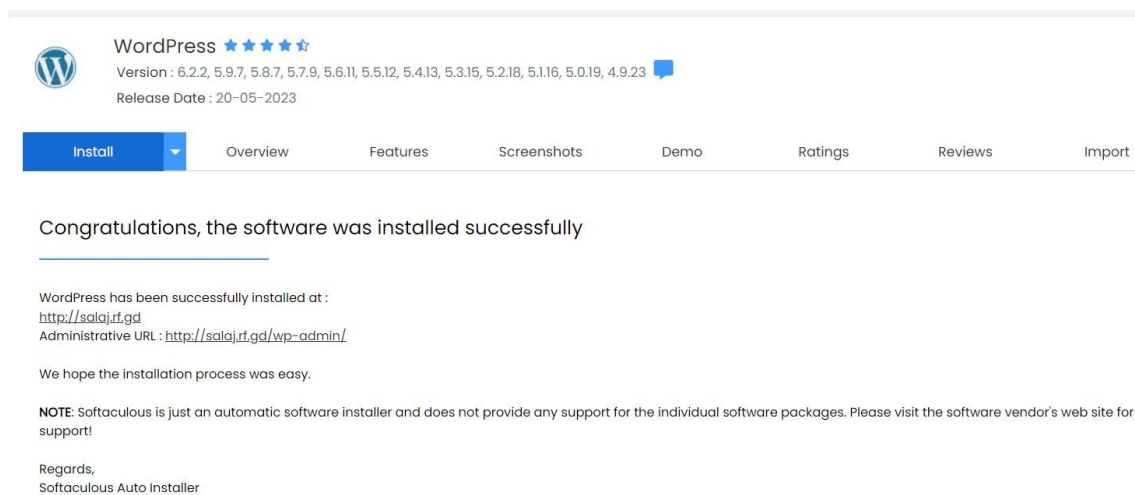 WordPress
Version : 6.2.2, 5.9.7, 5.8.7, 5.7.9, 5.6.11, 5.5.12, 5.4.13, 5.3.15, 5.2.18, 5.1.16, 5.0.19, 4.9.23
Release Date : 20-05-2023
Install Overview Features Screenshots Demo Ratings Reviews Import
Congratulations, the software was installed successfully
WordPress has been successfully installed at :
http://salaj.rf.gd
Administrative URL : http://salaj.rf.gd/wp-admin/
We hope the installation process was easy.
NOTE: Softaculous is just an automatic software installer and does not provide any support for the individual software packages. Please visit the software vendor's web site for
support!
Regards,
Softaculous Auto Installer